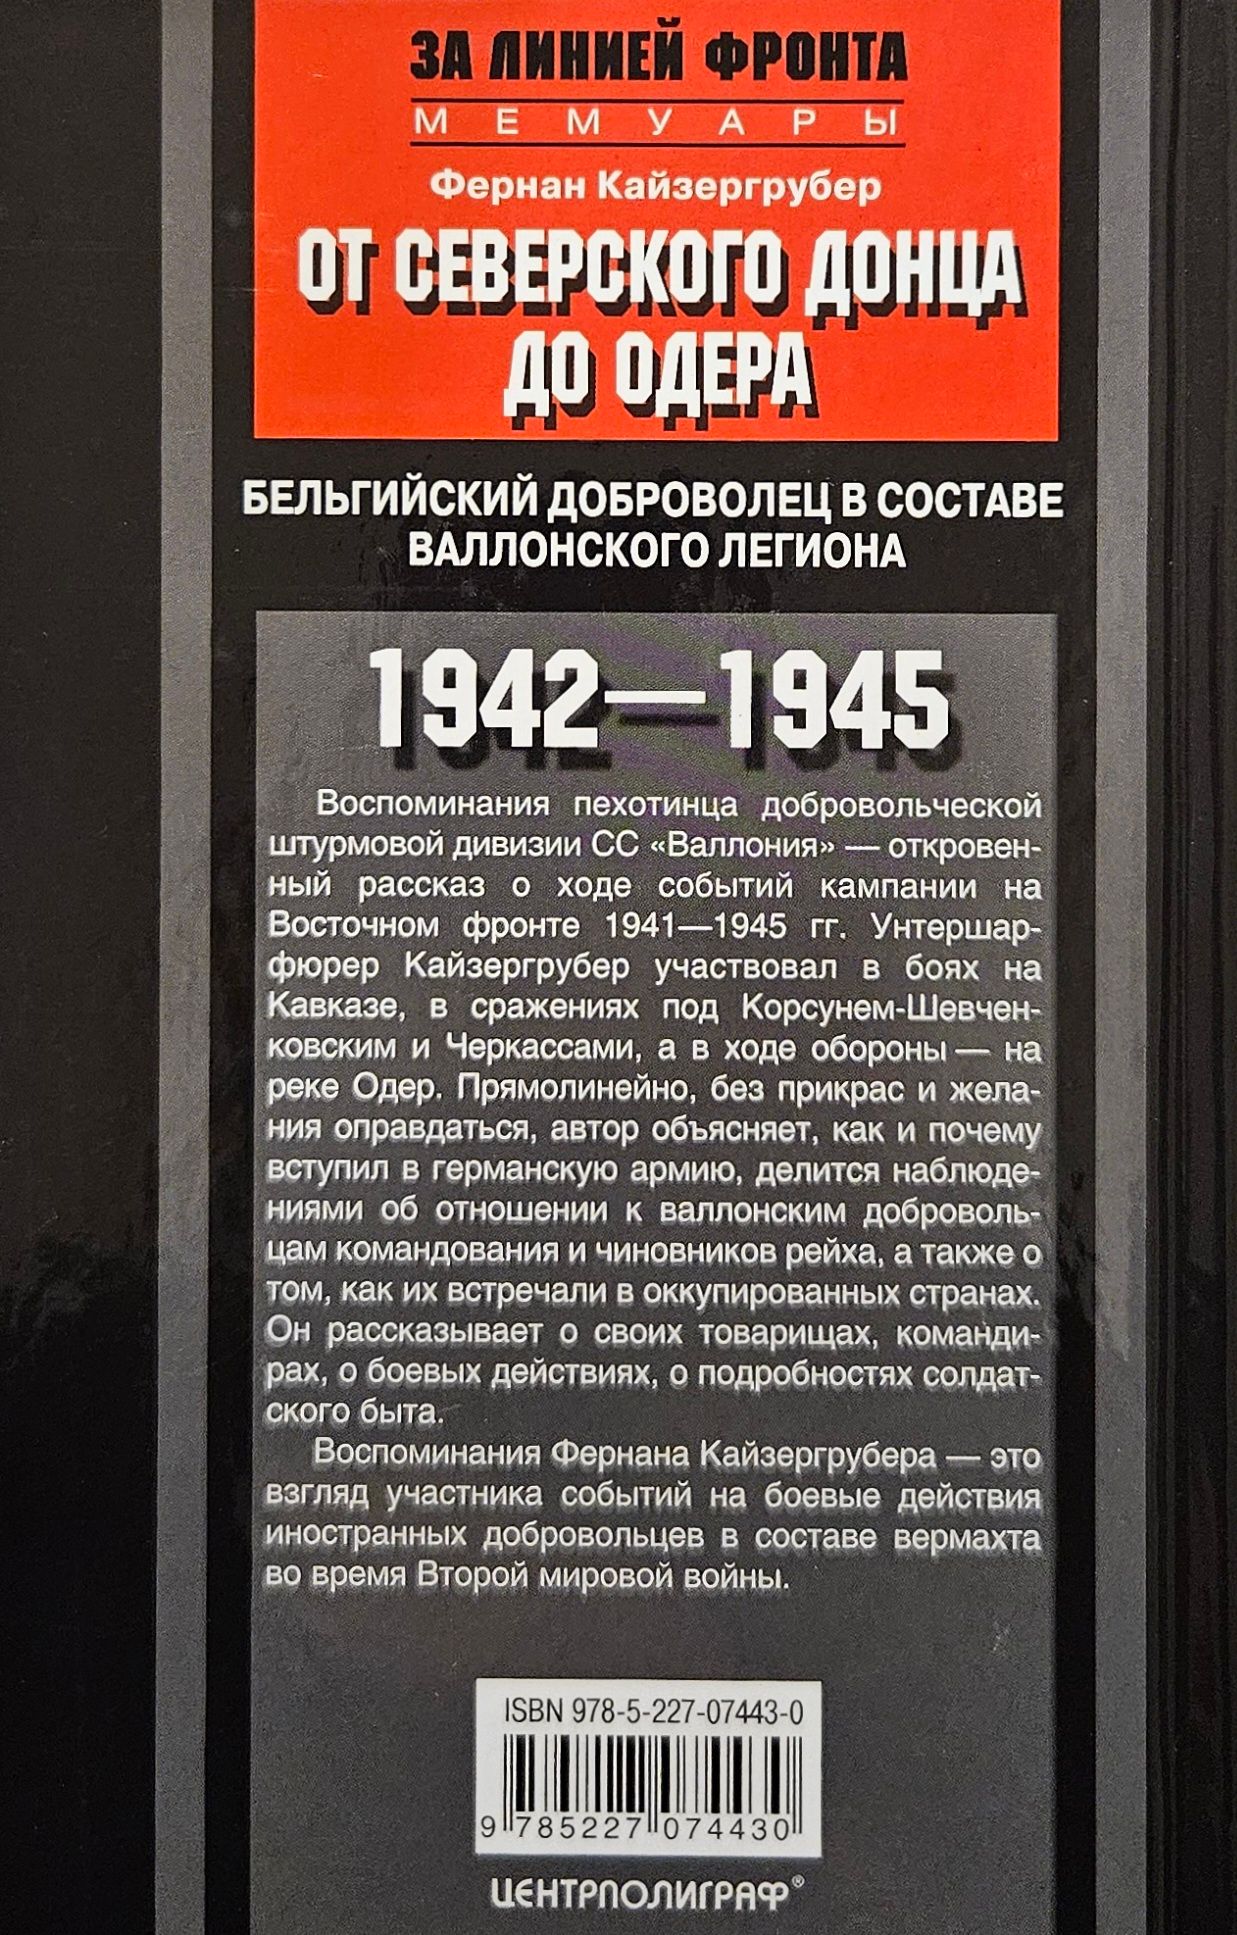 ЗА ЛИНИЕЙ ФРОНТА
МЕМУАРЫ
Фернан Кайзергрубер
ОТ СЕВЕРСКОГО ДОНЦА
ДО ОДЕРА
БЕЛЬГИЙСКИЙ ДОБРОВОЛЕЦ В СОСТАВЕ
ВАЛЛОНСКОГО ЛЕГИОНА
1942—1945
Воспоминания пехотинца добровольческой
штурмовой дивизии СС «Валлония» — откровен-
ный рассказ о ходе событий кампании на
Восточном фронте 1941—1945 гг. Унтершар-
фюрер Кайзергрубер участвовал в боях на
Кавказе, в сражениях под Корсунем-Шевчен-
ковским и Черкассами, а в ходе обороны — на
реке Одер. Прямолинейно, без прикрас и жела-
ния оправдаться, автор объясняет, как и почему
вступил в германскую армию, делится наблюде-
ниями об отношении к валлонским доброволь-
цам командования и чиновников рейха, а также о
том, как их встречали в оккупированных странах.
Он рассказывает о своих товарищах, команди-
рах, о боевых действиях, о подробностях солдат-
ского быта.
Воспоминания Фернана Кайзергрубера — это
взгляд участника событий на боевые действия
иностранных добровольцев в составе вермахта
во время Второй мировой войны.
ISBN 978-5-227-07443-0
9 785227 074430
ЦЕНТРПОЛИГРАФ®